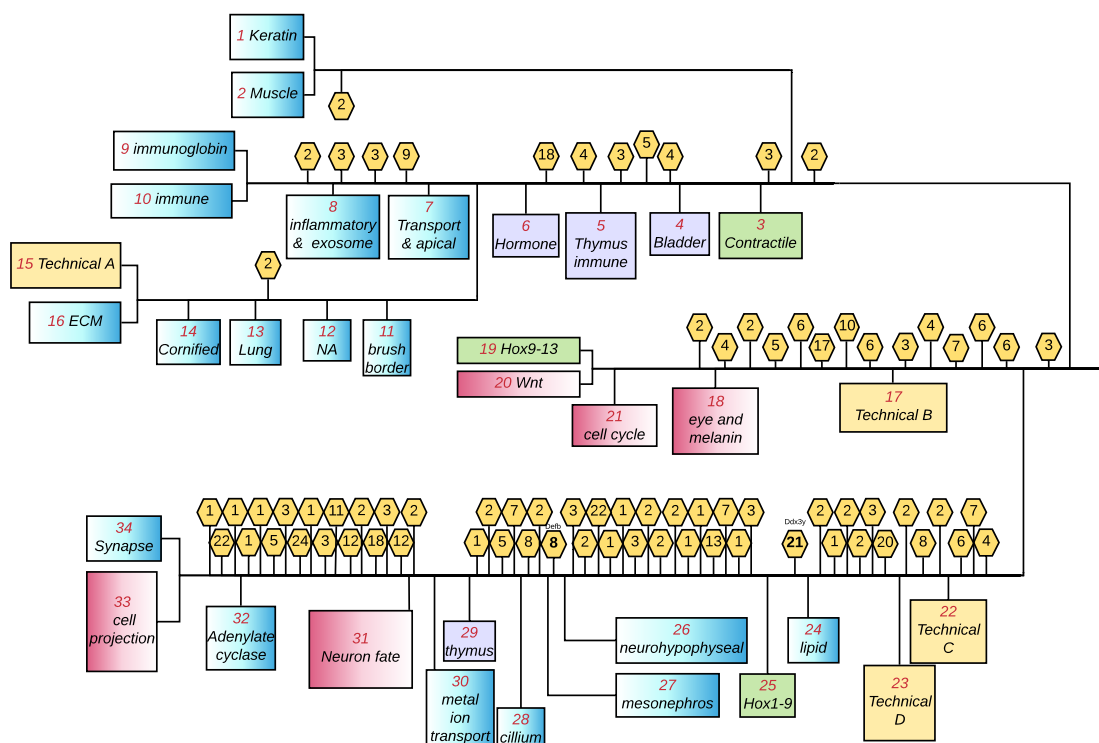 1 Keratin
2 Muscle
2
9 immunoglobin
10 immune
2 3 3 9 18 4 3 5 4 3 2
8
inflammatory
& exosome
7
Transport
& apical
6
Hormone
5
Thymus
immune
4
Bladder
3
Contractile
15 Technical A
16 ECM
2
14
Cornified
13
Lung
12
NA
11
brush
border
19 Hox9-13
20 Wnt
2 4 2 5 6 17 10 6 3 4 7 6 6 3
21
cell cycle
18
eye and
melanin
17
Technical B
34
Synapse
33
cell
projection
1 1 1 3 1 11 2 3 2 2 7 2 3 22 1 2 2 1 7 3 2 2 3 2 2 7
Defb
Ddx3y
22 1 5 24 3 12 18 12 1 5 8 8 2 1 3 2 1 13 1 21 1 2 20 8 6 4
32
Adenylate
cyclase
31
Neuron fate
29
thymus
30
metal
ion
transport
28
cillium
26
neurohypophyseal
27
mesonephros
25
Hox1-9
24
lipid
22
Technical
C
23
Technical
D